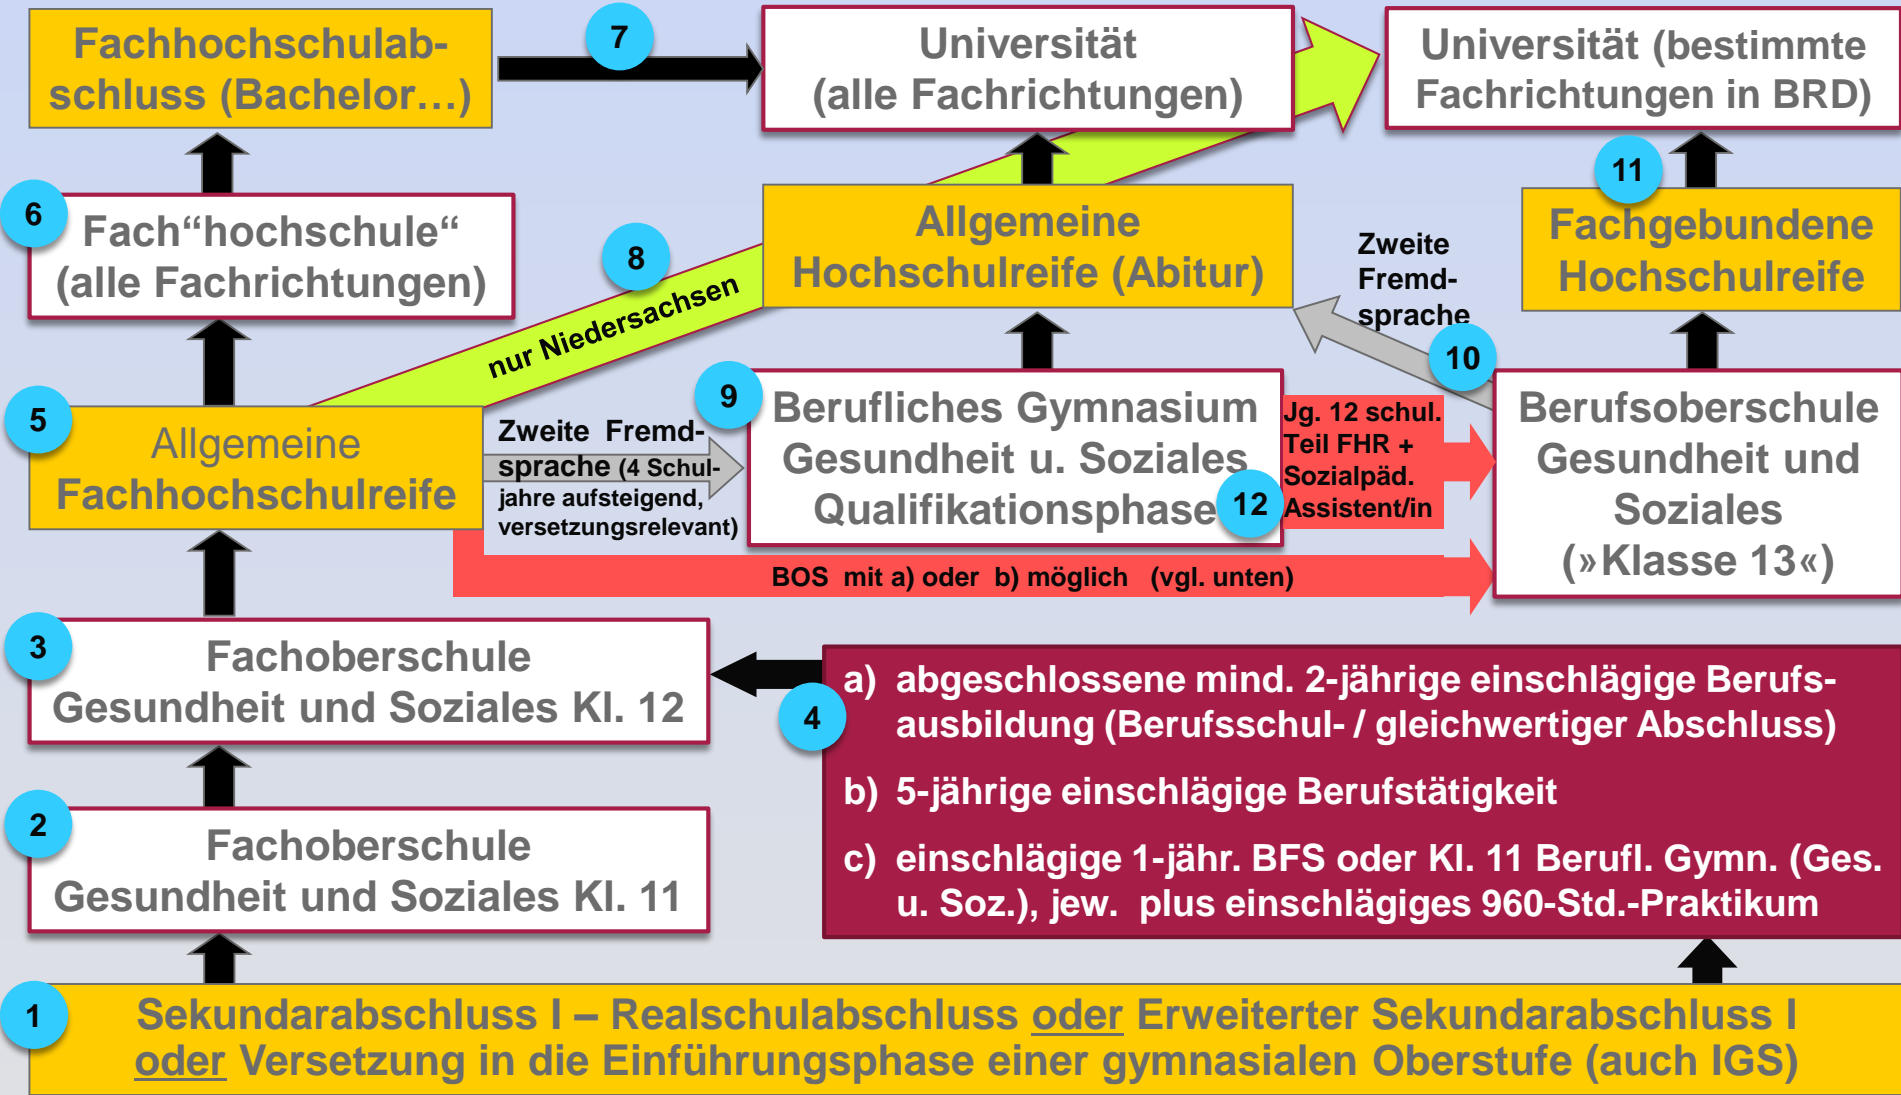 Fachhochschulab-
schluss (Bachelor…)
7
Universität
(alle Fachrichtungen)
Universität (bestimmte
Fachrichtungen in BRD)
6
Fach“hochschule“
(alle Fachrichtungen)
8
nur Niedersachsen
Allgemeine
Hochschulreife (Abitur)
Zweite
Fremd-
sprache
10
11
Fachgebundene
Hochschulreife
5
Allgemeine
Fachhochschulreife
Zweite Fremd-
sprache (4 Schul-
jahre aufsteigend,
versetzungsrelevant)
9
Berufliches Gymnasium
Gesundheit u. Soziales
Qualifikationsphase
12
Jg. 12 schul.
Teil FHR +
Sozialpäd.
Assistent/in
Berufsoberschule
Gesundheit und
Soziales
(»Klasse 13«)
BOS mit a) oder b) möglich (vgl. unten)
3
Fachoberschule
Gesundheit und Soziales Kl. 12
4
a) abgeschlossene mind. 2-jährige einschlägige Berufs-
ausbildung (Berufsschul- / gleichwertiger Abschluss)
b) 5-jährige einschlägige Berufstätigkeit
c) einschlägige 1-jähr. BFS oder Kl. 11 Berufl. Gymn. (Ges.
u. Soz.), jew. plus einschlägiges 960-Std.-Praktikum
2
Fachoberschule
Gesundheit und Soziales Kl. 11
1
Sekundarabschluss I – Realschulabschluss oder Erweiterter Sekundarabschluss I
oder Versetzung in die Einführungsphase einer gymnasialen Oberstufe (auch IGS)